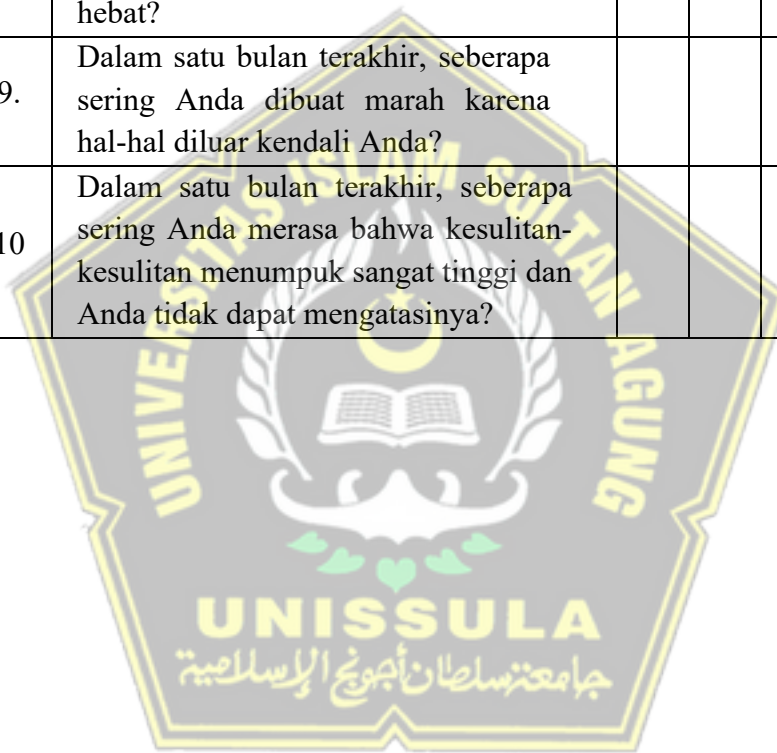 hebat?
9.
Dalam satu bulan terakhir, seberapa
sering Anda dibuat marah karena
hal-hal diluar kendali Anda?
10
Dalam satu bulan terakhir, seberapa
sering Anda merasa bahwa kesulitan-
kesulitan menumpuk sangat tinggi dan
Anda tidak dapat mengatasinya?
UNIVERSITAS ISLAM SULTAN AGUNG
UNISSULA
جامعتسلطان أجونج الإسلامية